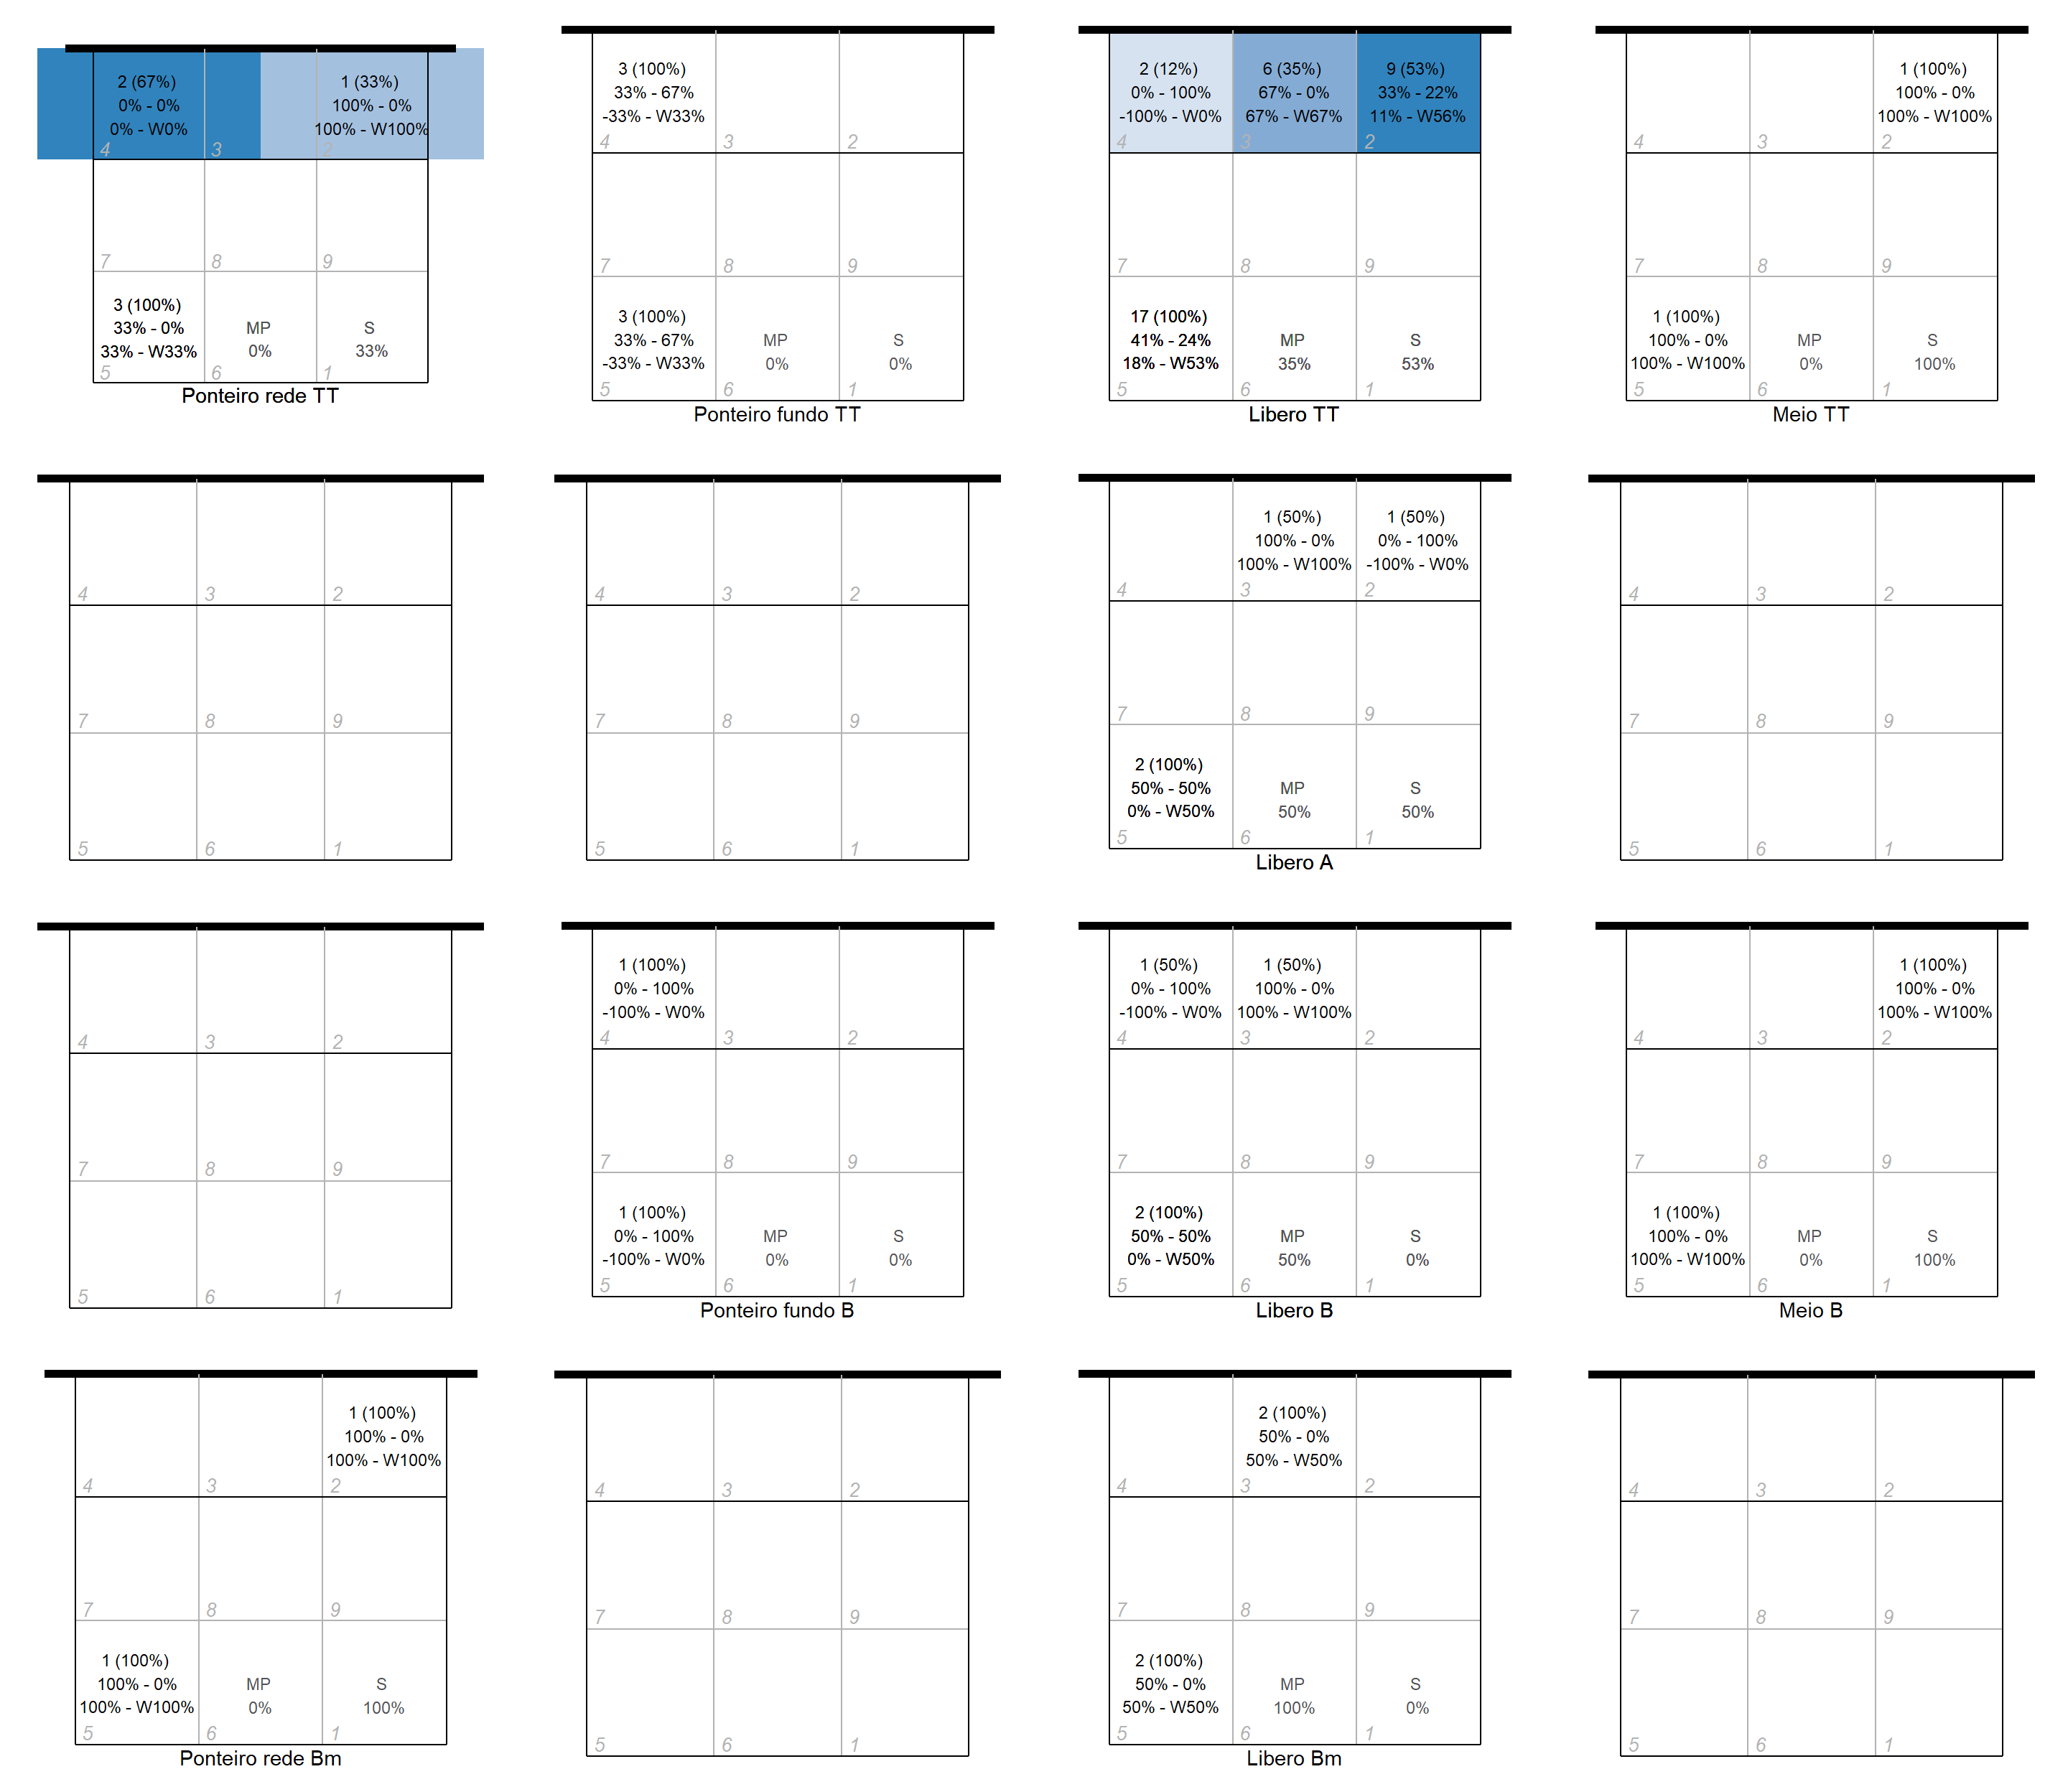 2 (67%)
0% - 0%
0% - W0%
4
3
1 (33%)
100% - 0%
100% - W100%
2
7
8
9
3 (100%)
33% - 0%
33% - W33%
5
MP
0%
6
S
33%
1
Ponteiro rede TT
3 (100%)
33% - 67%
-33% - W33%
4
3
2
7
8
9
3 (100%)
33% - 67%
-33% - W33%
5
MP
0%
6
S
0%
1
Ponteiro fundo TT
2 (12%)
0% - 100%
-100% - W0%
4
6 (35%)
67% - 0%
67% - W67%
3
9 (53%)
33% - 22%
11% - W56%
2
7
8
9
17 (100%)
41% - 24%
18% - W53%
5
MP
35%
6
S
53%
1
Libero TT
4
3
1 (100%)
100% - 0%
100% - W100%
2
7
8
9
1 (100%)
100% - 0%
100% - W100%
5
MP
0%
6
S
100%
1
Meio TT
4
3
2
7
8
9
5
6
1
4
3
2
7
8
9
5
6
1
4
1 (50%)
100% - 0%
100% - W100%
3
1 (50%)
0% - 100%
-100% - W0%
2
7
8
9
2 (100%)
50% - 50%
0% - W50%
5
MP
50%
6
S
50%
1
Libero A
4
3
2
7
8
9
5
6
1
4
3
2
7
8
9
5
6
1
1 (100%)
0% - 100%
-100% - W0%
4
3
2
7
8
9
1 (100%)
0% - 100%
-100% - W0%
5
MP
0%
6
S
0%
1
Ponteiro fundo B
1 (50%)
0% - 100%
-100% - W0%
4
1 (50%)
100% - 0%
100% - W100%
3
2
7
8
9
2 (100%)
50% - 50%
0% - W50%
5
MP
50%
6
S
0%
1
Libero B
4
3
1 (100%)
100% - 0%
100% - W100%
2
7
8
9
1 (100%)
100% - 0%
100% - W100%
5
MP
0%
6
S
100%
1
Meio B
4
3
1 (100%)
100% - 0%
100% - W100%
2
7
8
9
1 (100%)
100% - 0%
100% - W100%
5
MP
0%
6
S
100%
1
Ponteiro rede Bm
4
3
2
7
8
9
5
6
1
4
2 (100%)
50% - 0%
50% - W50%
3
2
7
8
9
2 (100%)
50% - 0%
50% - W50%
5
MP
100%
6
S
0%
1
Libero Bm
4
3
2
7
8
9
5
6
1